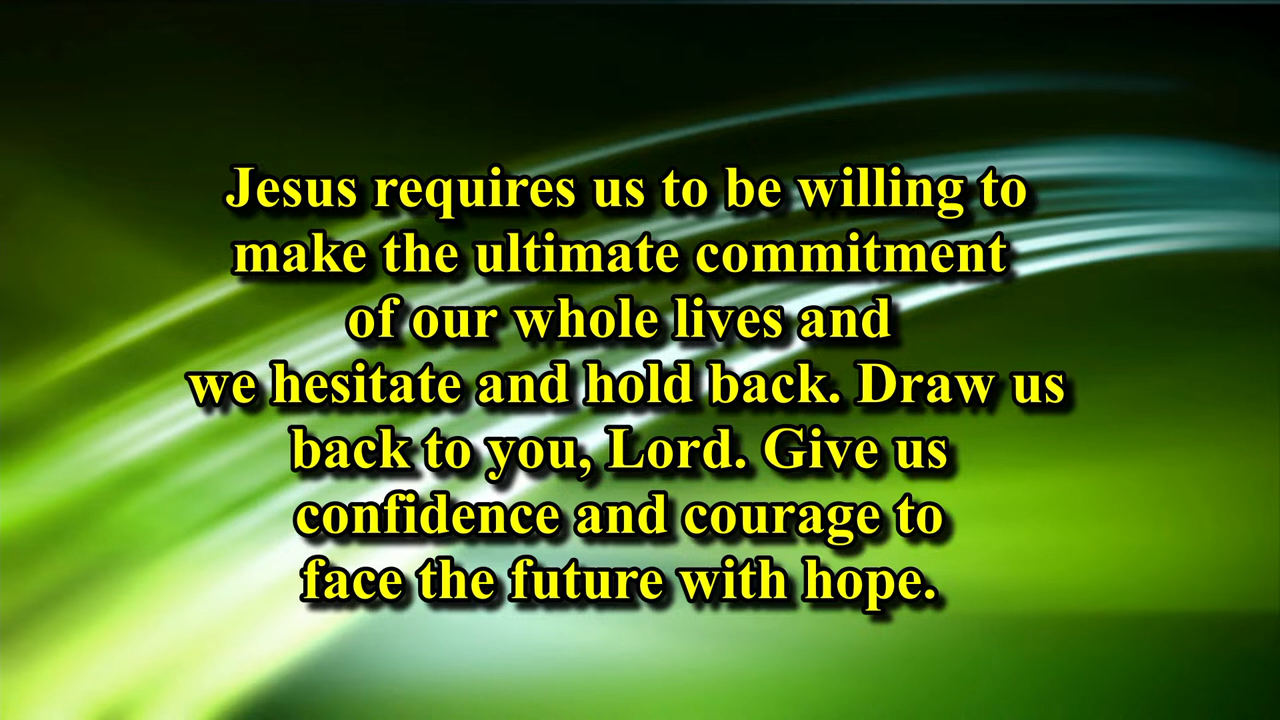 Jesus requires us to be willing to
make the ultimate commitment
of our whole lives and
we hesitate and hold back. Draw us
back to you, Lord. Give us
confidence and courage to
face the future with hope.